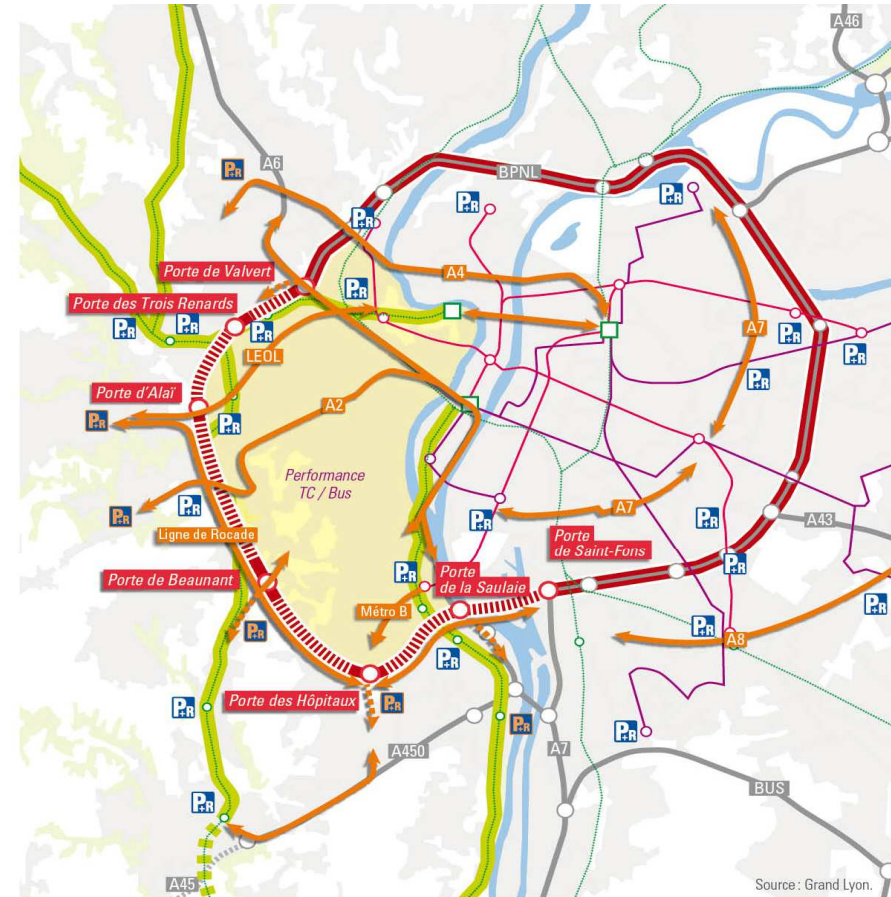 A46
A6
P+R
BPNL
P+R
P+R
P+R
Porte de Valvert
A4
Porte des Trois Renards
P+R
P+R
P+R
P+R
A7
P+R
LEOL
P+R
Porte d'Alaï
A2
P+R
P+R
Performance
TC / Bus
P+R
P+R
A7
A43
P+R
Ligne de Rocade
Porte
de Saint-Fons
P+R
Porte de Beaunant
Porte
de la Saulaie
P+R
Métro B
P+R
P+R
A8
Porte des Hôpitaux
P+R
P+R
P+R
P+R
A450
A7
BUS
P+R
A45
Source : Grand Lyon.